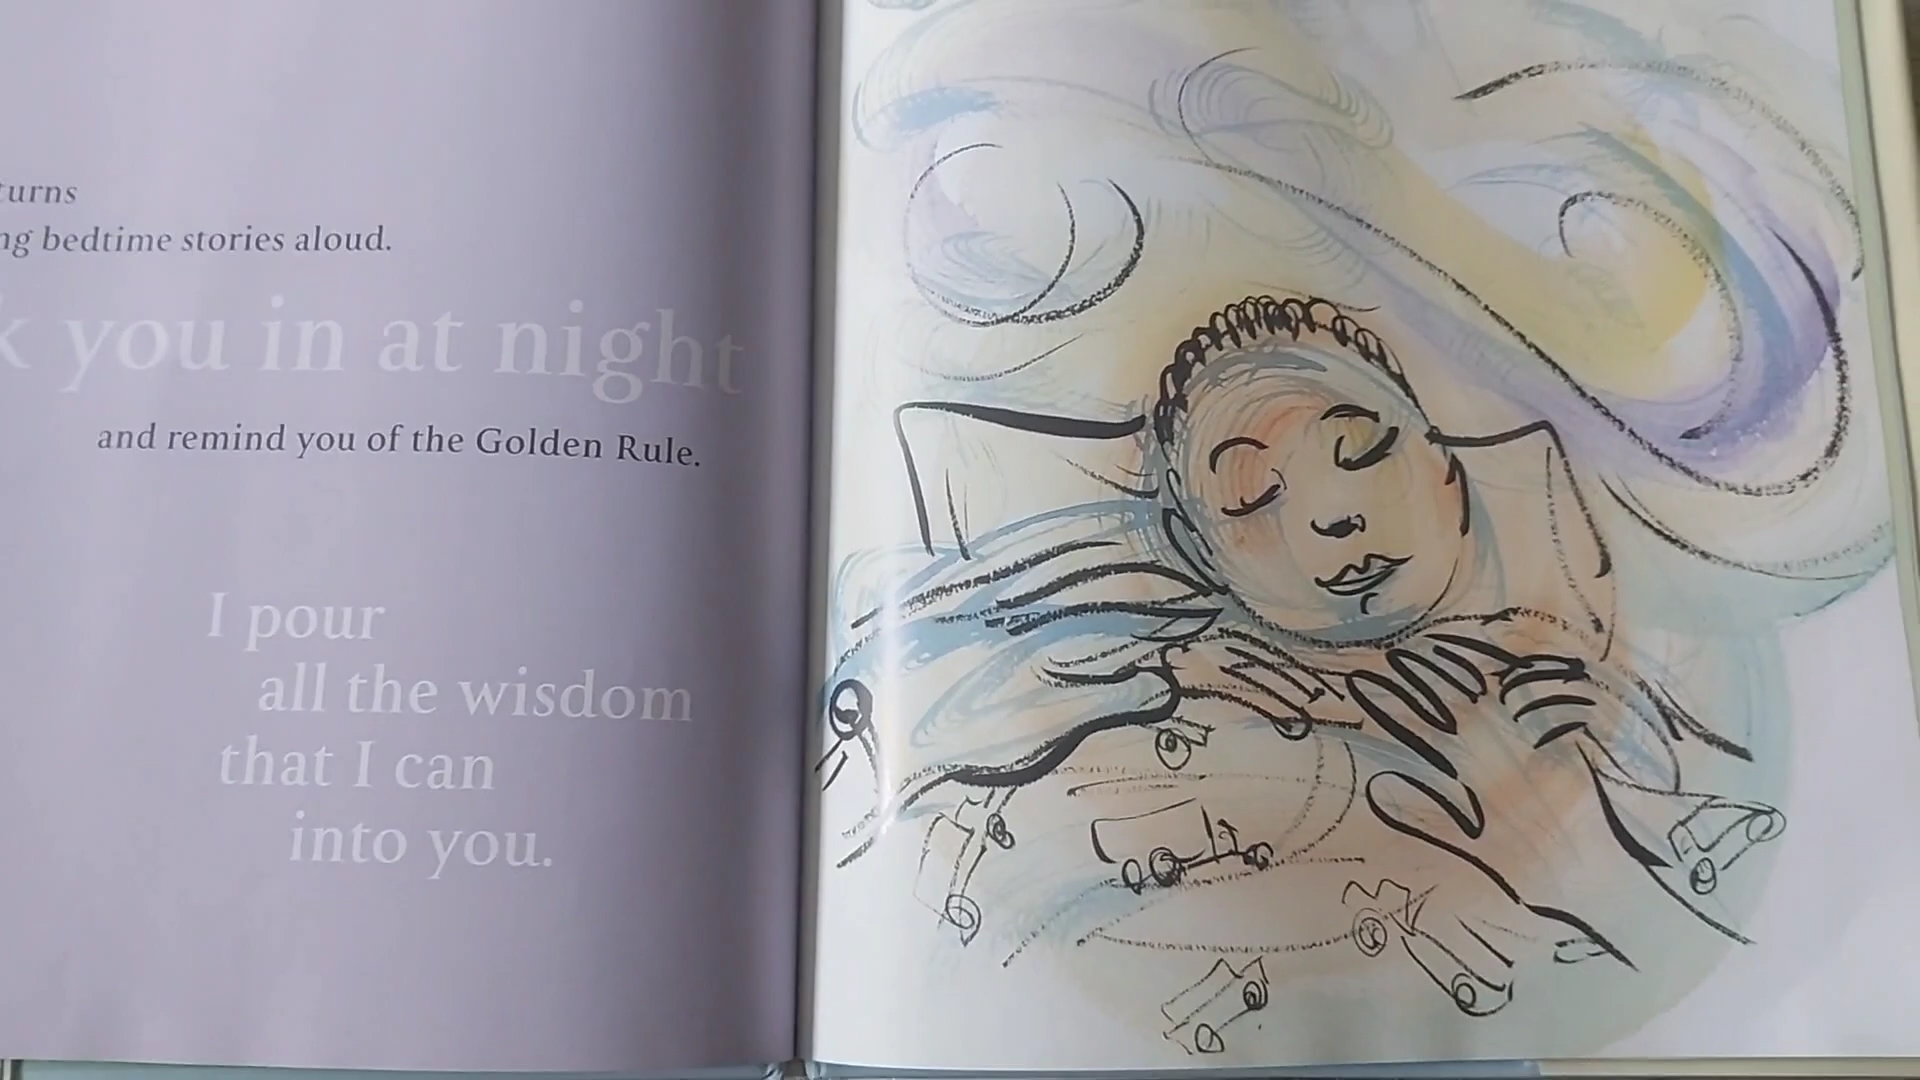 turns
ng bedtime stories aloud.
k you in at night
and remind you of the Golden Rule.
I pour
all the wisdom
that I can
into you.